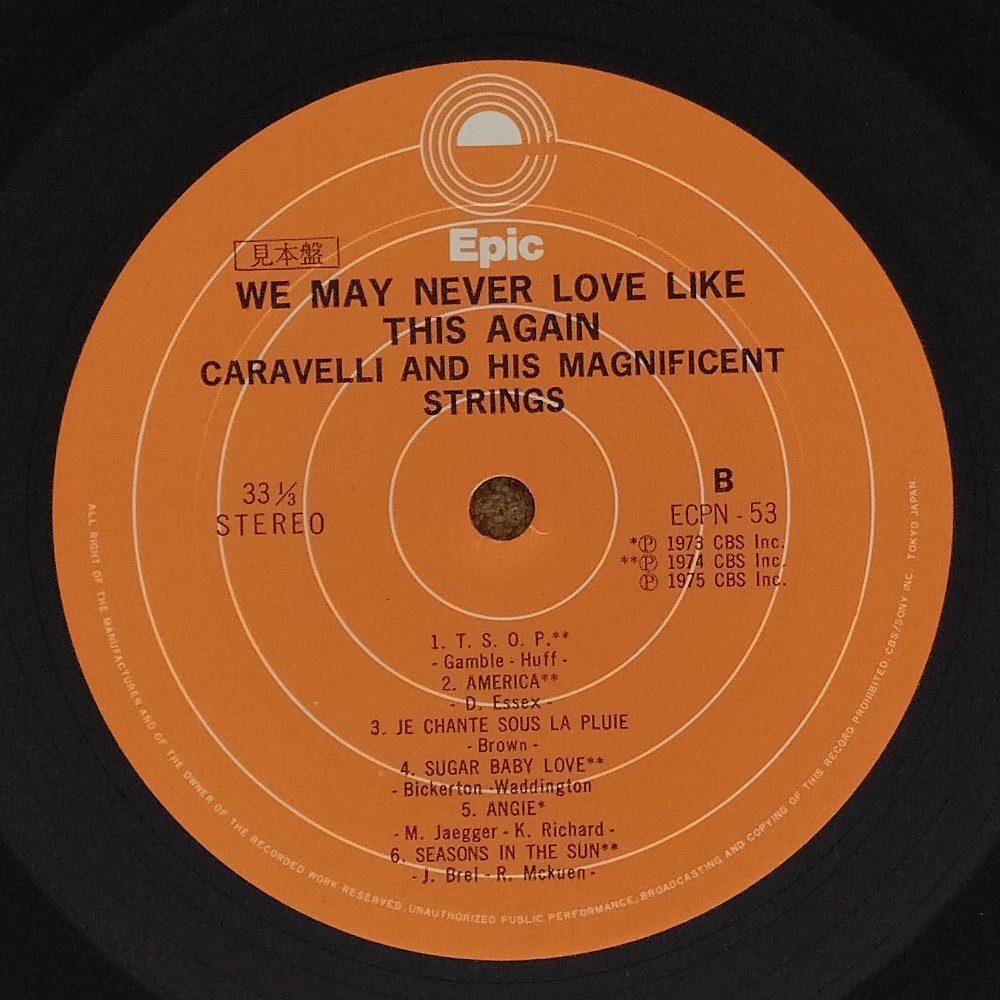 Epic
見本盤
WE MAY NEVER LOVE LIKE
THIS AGAIN
CARAVELLI AND HIS MAGNIFICENT
STRINGS
33 1/3
STEREO
B
ECPN - 53
*Ⓟ 1973 CBS Inc.
**Ⓟ 1974 CBS Inc.
Ⓟ 1975 CBS Inc.
1. T. S. O. P.**
- Gamble - Huff -
2. AMERICA**
- D. Essex -
3. JE CHANTE SOUS LA PLUIE
- Brown -
4. SUGAR BABY LOVE**
- Bickerton -Waddington
5. ANGIE*
- M. Jaegger - K. Richard -
6. SEASONS IN THE SUN**
- J. Brel - R. Mckuen -
ALL RIGHT OF THE MANUFACTURER AND OF THE OWNER OF THE RECORDED WORK RESERVED. UNAUTHORIZED PUBLIC PERFORMANCE, BROADCASTING AND COPYING OF THIS RECORD PROHIBITED. CBS/SONY INC. TOKYO JAPAN